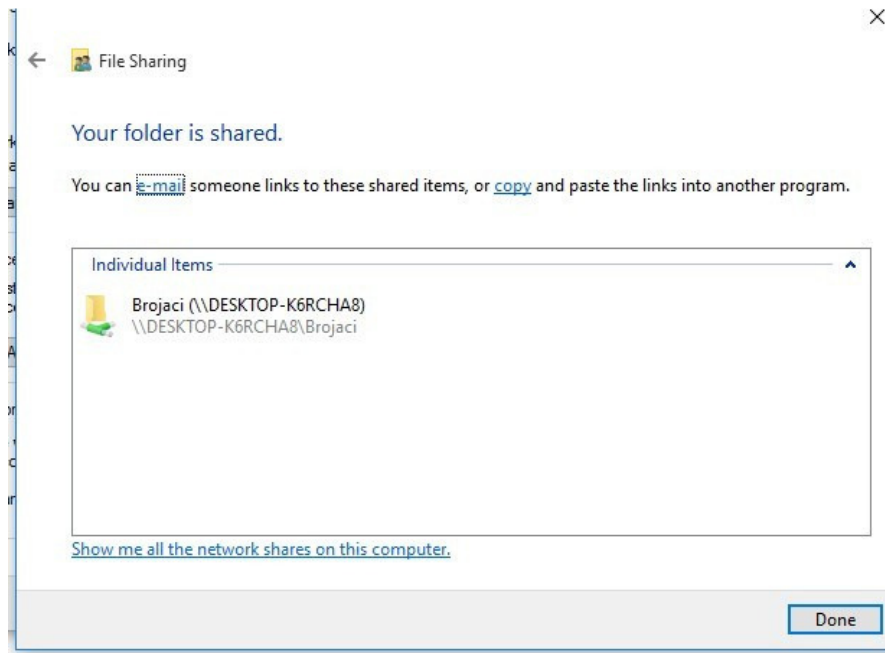 File Sharing
Your folder is shared.
You can e-mail someone links to these shared items, or copy and paste the links into another program.
Individual Items
Brojaci (\\DESKTOP-K6RCHA8)
\\DESKTOP-K6RCHA8\Brojaci
Show me all the network shares on this computer.
Done